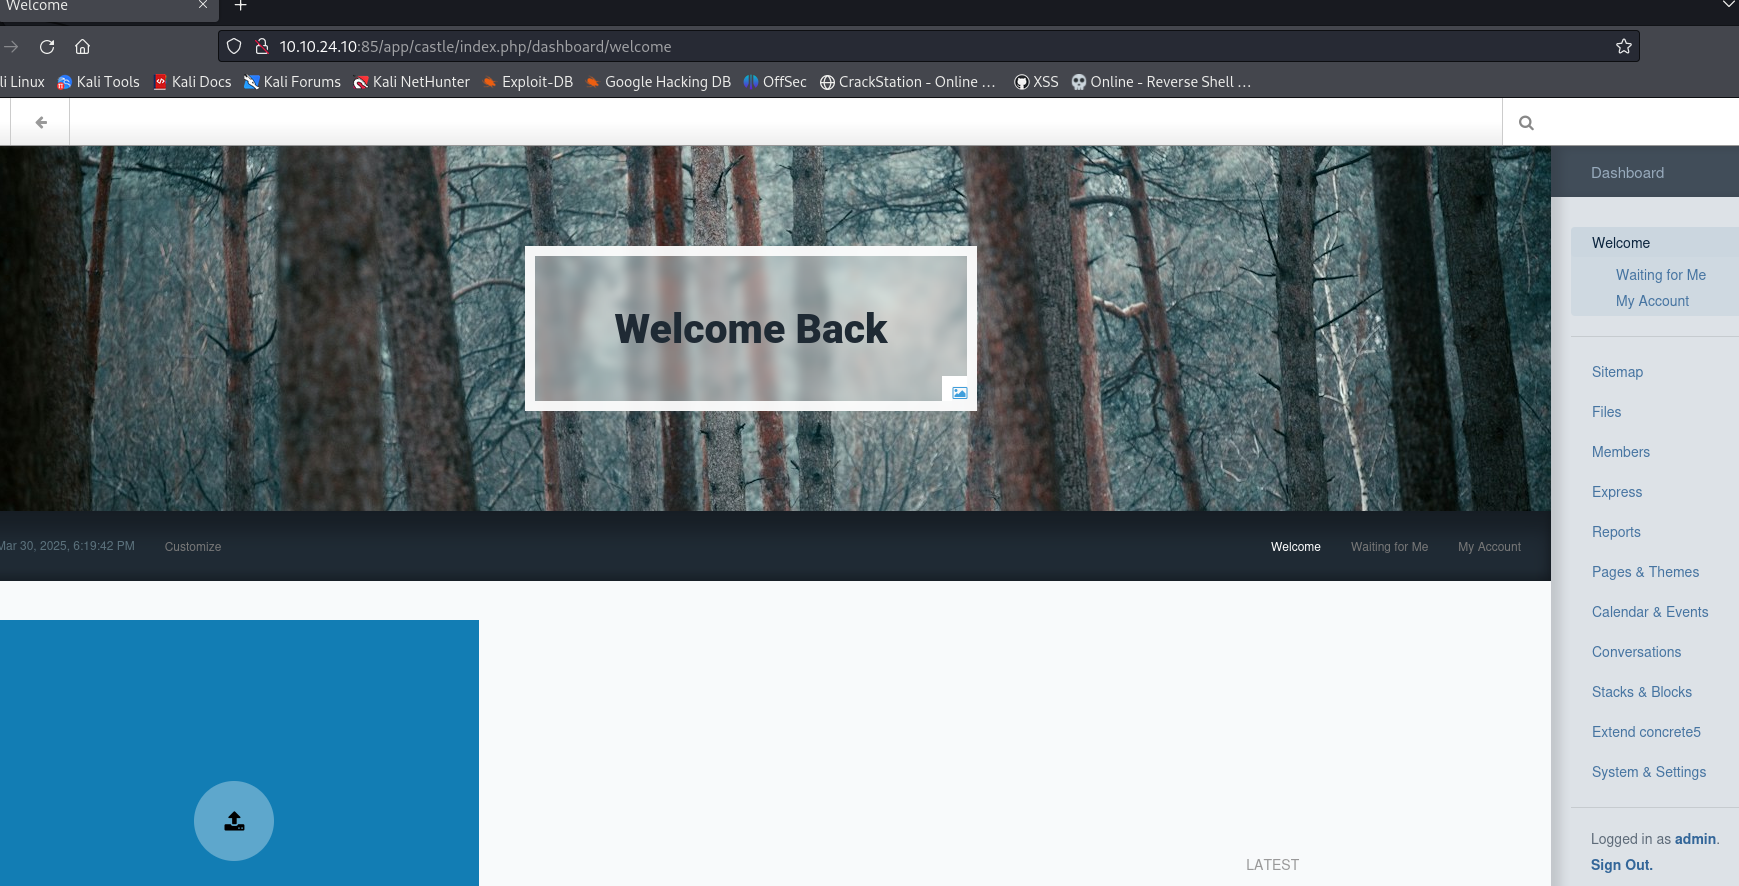 Welcome
10.10.24.10:85/app/castle/index.php/dashboard/welcome
li Linux Kali Tools Kali Docs Kali Forums Kali NetHunter Exploit-DB Google Hacking DB OffSec CrackStation - Online ... XSS Online - Reverse Shell ...
Dashboard
Welcome
Waiting for Me
My Account
Sitemap
Files
Members
Express
Reports
Pages & Themes
Calendar & Events
Conversations
Stacks & Blocks
Extend concrete5
System & Settings
Logged in as admin.
Sign Out.
Welcome Back
Mar 30, 2025, 6:19:42 PM Customize Welcome Waiting for Me My Account
LATEST